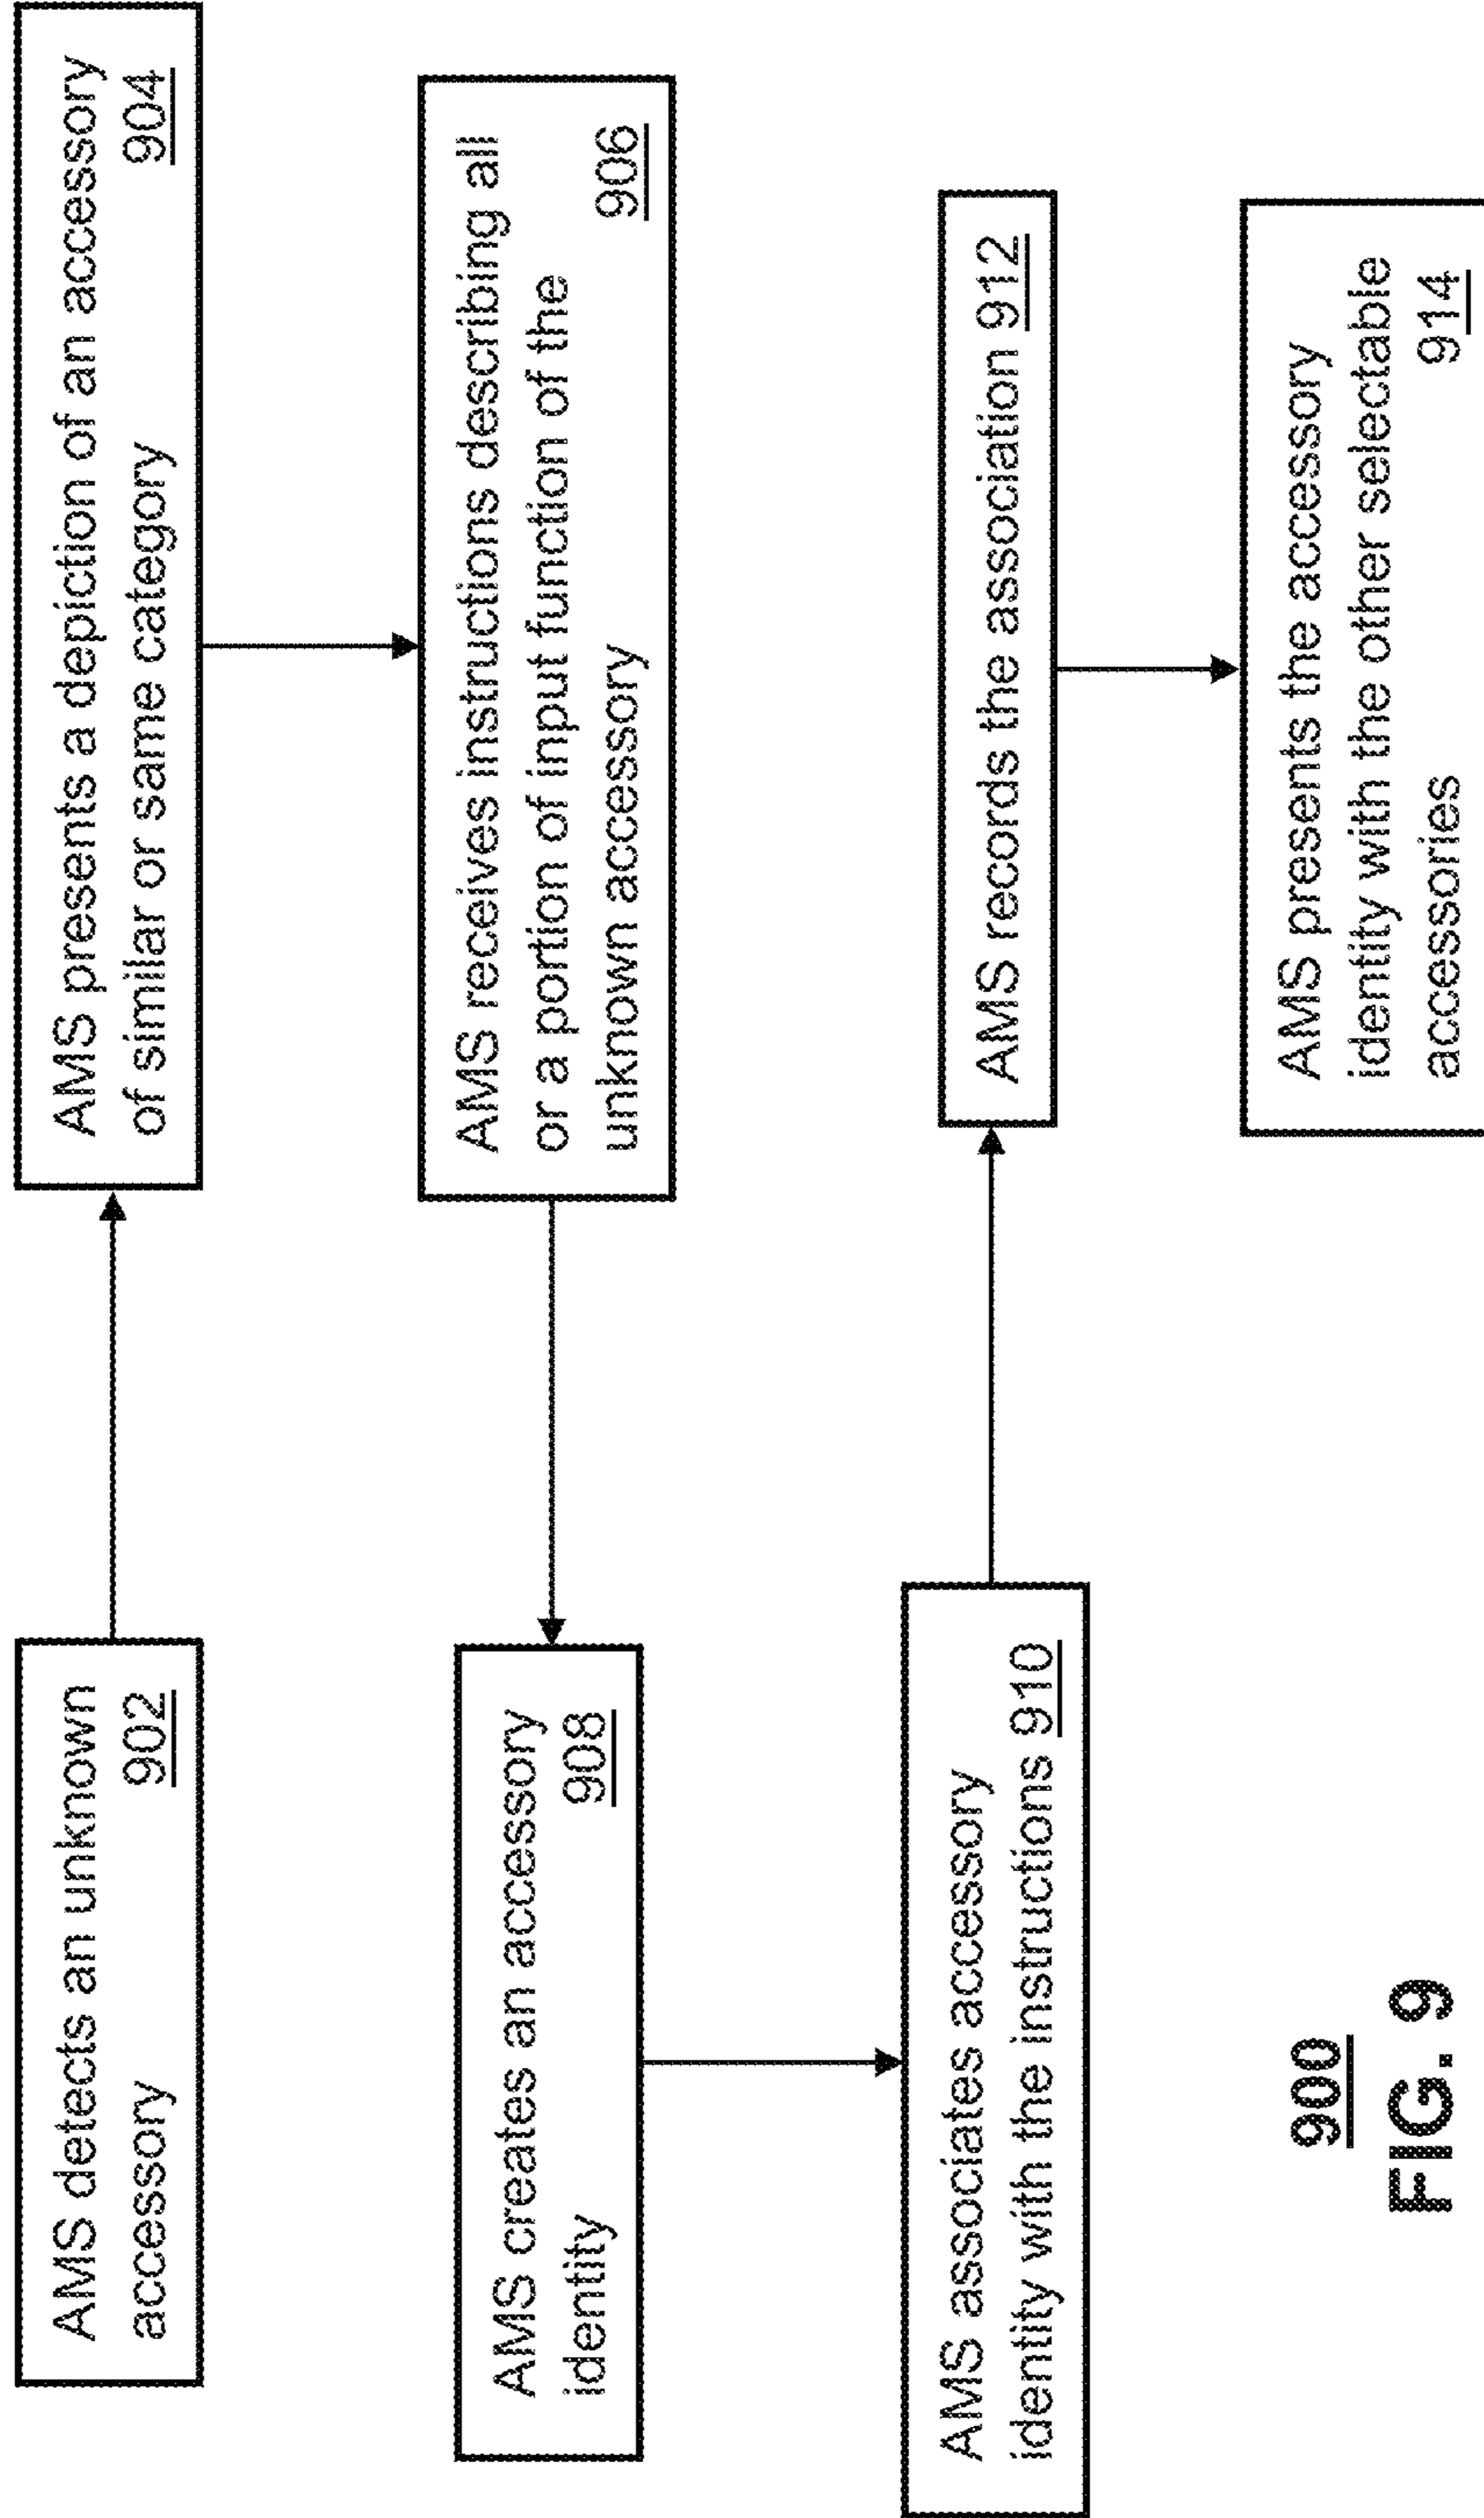 AMS detects an unknown
accessory 902
AMS presents a depiction of an accessory
of similar or same category 904
AMS receives instructions describing all
or a portion of input function of the
unknown accessory 906
AMS creates an accessory
identity 908
AMS associates accessory
identity with the instructions 910
AMS records the association 912
AMS presents the accessory
identity with the other selectable
accessories 914
900
FIG. 9